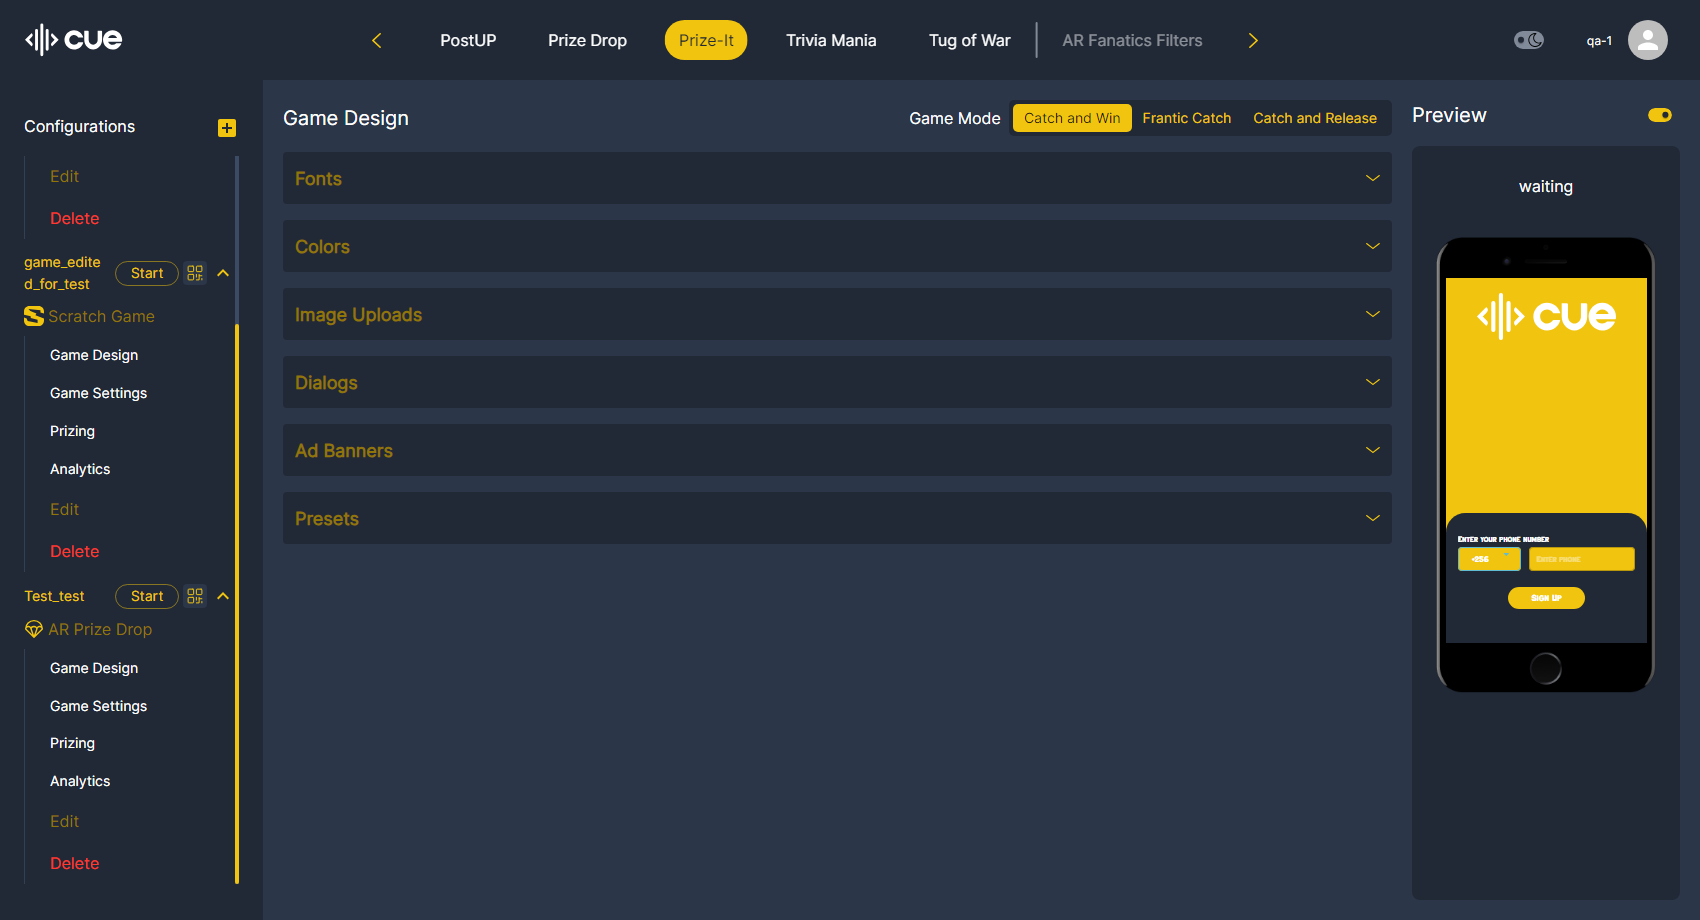 cue
PostUP
Prize Drop
Prize-It
Trivia Mania
Tug of War
AR Fanatics Filters
qa-1
Configurations
Edit
Delete
game_edite
d_for_test
Start
Scratch Game
Game Design
Game Settings
Prizing
Analytics
Edit
Delete
Test_test
Start
AR Prize Drop
Game Design
Game Settings
Prizing
Analytics
Edit
Delete
Game Design
Game Mode
Catch and Win
Frantic Catch
Catch and Release
Fonts
Colors
Image Uploads
Dialogs
Ad Banners
Presets
Preview
waiting
cue
Enter your phone number
+256
Enter phone
Sign Up